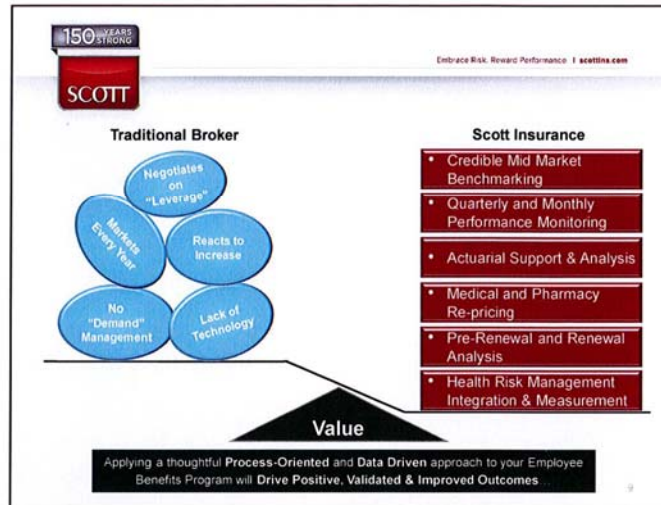 150 YEARS STRONG
SCOTT
Embrace Risk. Reward Performance | scottins.com
Traditional Broker
Negotiates
on
"Leverage"
Markets
Every Year
Reacts to
Increase
No
"Demand"
Management
Lack of
Technology
Scott Insurance
• Credible Mid Market
Benchmarking
• Quarterly and Monthly
Performance Monitoring
• Actuarial Support & Analysis
• Medical and Pharmacy
Re-pricing
• Pre-Renewal and Renewal
Analysis
• Health Risk Management
Integration & Measurement
Value
Applying a thoughtful Process-Oriented and Data Driven approach to your Employee
Benefits Program will Drive Positive, Validated & Improved Outcomes...
9